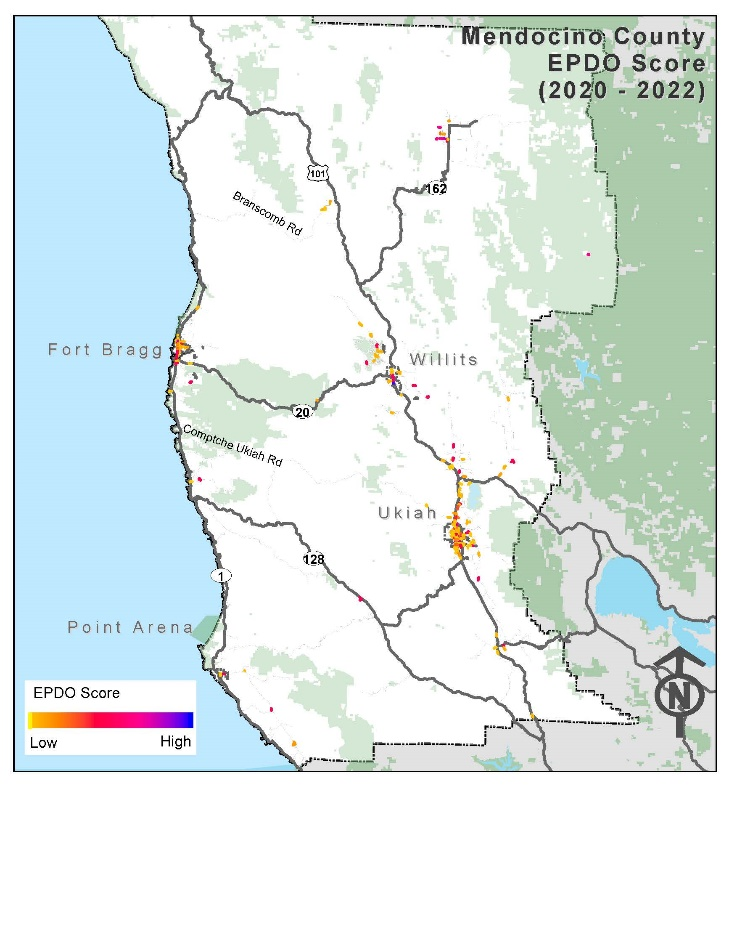 Mendocino County
EPDO Score
(2020 - 2022)
101
162
Branscomb Rd
Fort Bragg
Willits
20
Comptche Ukiah Rd
Ukiah
128
1
Point Arena
EPDO Score
Low High
N